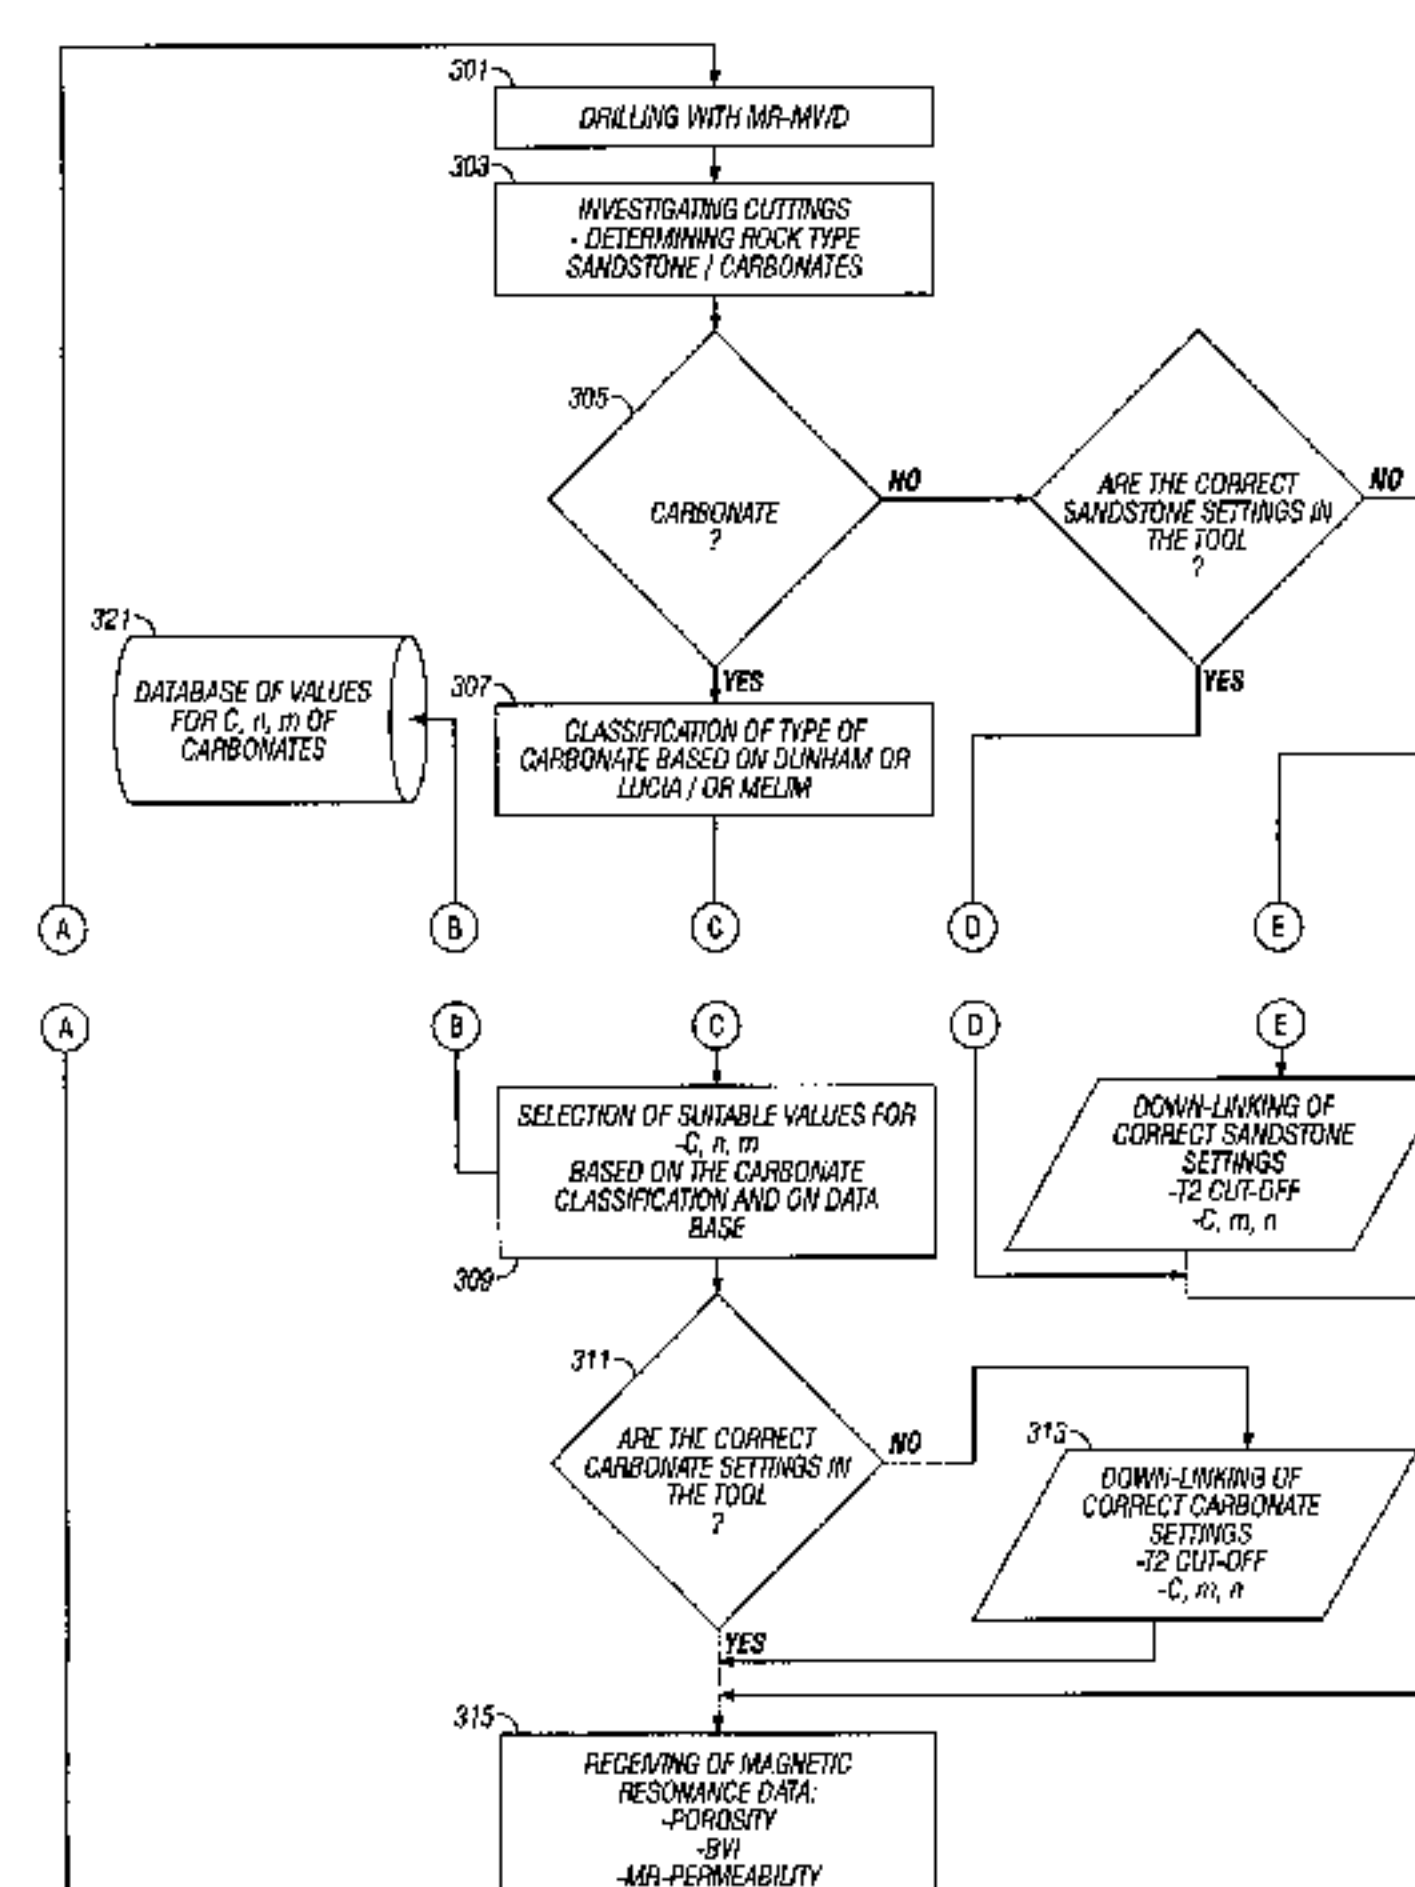 301
DRILLING WITH MR-MWD
303
INVESTIGATING CUTTINGS
- DETERMINING ROCK TYPE
SANDSTONE / CARBONATES
305
CARBONATE
?
NO
ARE THE CORRECT
SANDSTONE SETTINGS IN
THE TOOL
?
NO
YES
YES
321
DATABASE OF VALUES
FOR C, n, m OF
CARBONATES
307
CLASSIFICATION OF TYPE OF
CARBONATE BASED ON DUNHAM OR
LUCIA / OR MELIM
A
B
C
D
E
A
B
C
D
E
SELECTION OF SUITABLE VALUES FOR
-C, n, m
BASED ON THE CARBONATE
CLASSIFICATION AND ON DATA
BASE
309
DOWN-LINKING OF
CORRECT SANDSTONE
SETTINGS
-T2 CUT-OFF
-C, m, n
311
ARE THE CORRECT
CARBONATE SETTINGS IN
THE TOOL
?
NO
YES
313
DOWN-LINKING OF
CORRECT CARBONATE
SETTINGS
-T2 CUT-OFF
-C, m, n
315
RECEIVING OF MAGNETIC
RESONANCE DATA:
-POROSITY
-BVI
-MR-PERMEABILITY